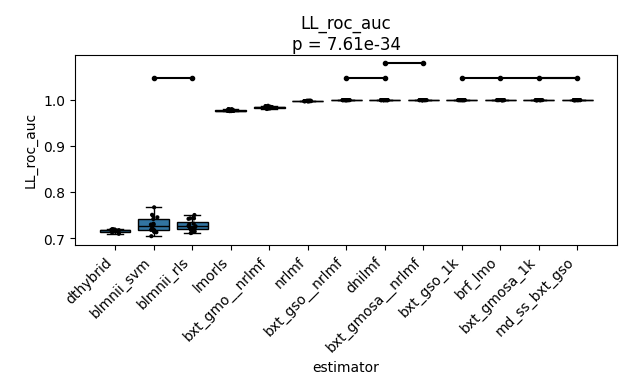 LL_roc_auc
p = 7.61e-34
LL_roc_auc
1.0
0.9
0.8
0.7
dthybrid
blmnii_svm
blmnii_rls
lmorls
bxt_gmo__nrlmf
nrlmf
bxt_gso__nrlmf
dnilmf
bxt_gmosa__nrlmf
bxt_gso_1k
brf_lmo
bxt_gmosa_1k
md_ss_bxt_gso
estimator